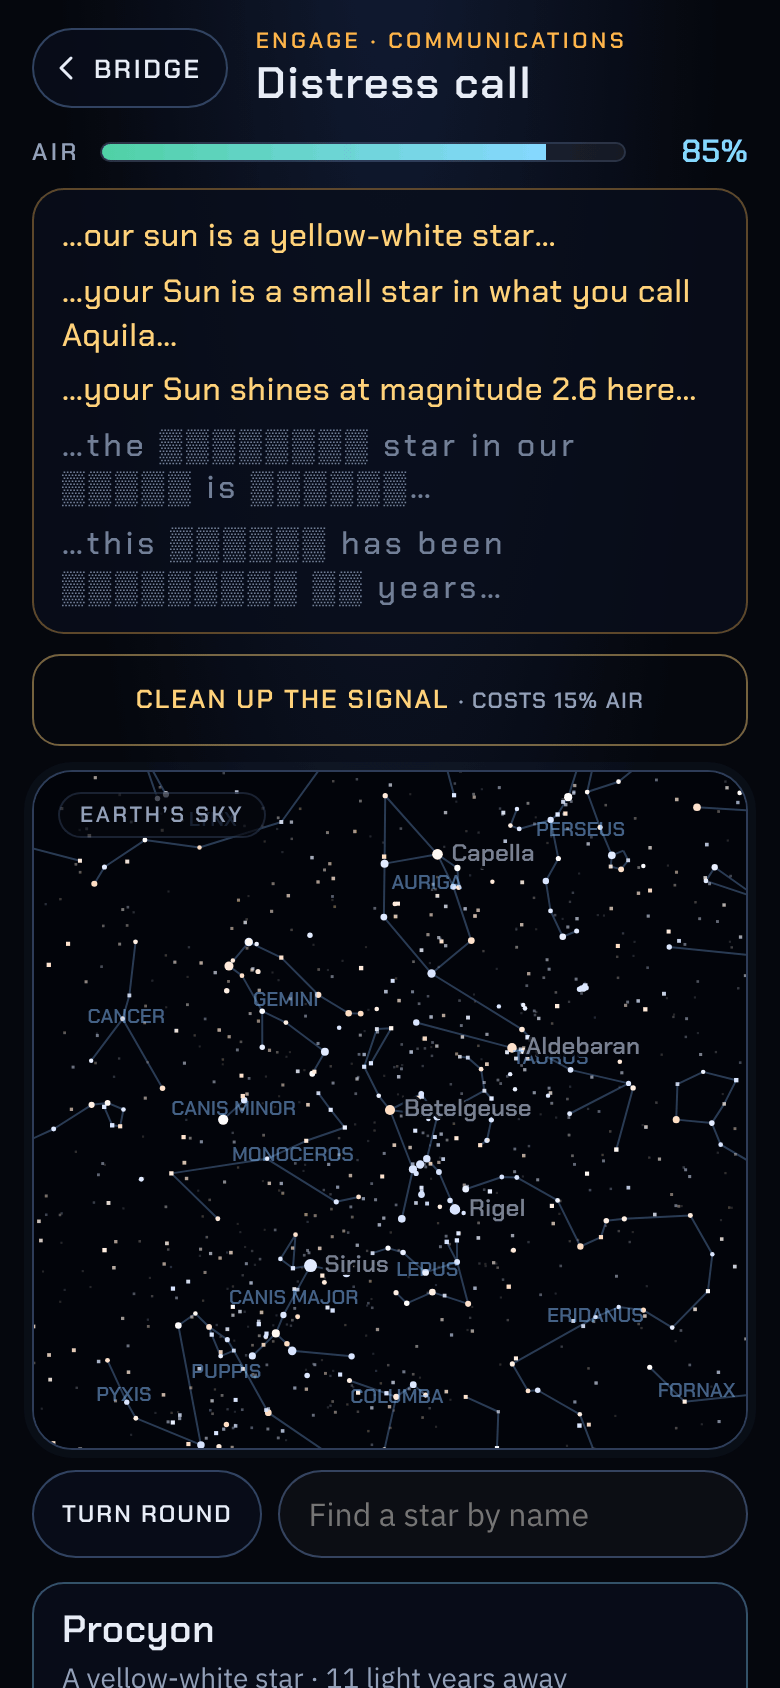 BRIDGE
ENGAGE · COMMUNICATIONS
Distress call
AIR
85%
...our sun is a yellow-white star...
...your Sun is a small star in what you call
Aquila...
...your Sun shines at magnitude 2.6 here...
...the ▒▒▒▒▒▒▒▒ star in our
▒▒▒▒▒ is ▒▒▒▒▒▒...
...this ▒▒▒▒▒▒ has been
▒▒▒▒▒▒▒▒▒ ▒▒ years...
CLEAN UP THE SIGNAL · COSTS 15% AIR
EARTH'S SKY
PERSEUS
Capella
AURIGA
GEMINI
CANCER
Aldebaran
TAURUS
CANIS MINOR
Betelgeuse
MONOCEROS
Rigel
Sirius
LEPUS
CANIS MAJOR
ERIDANUS
PUPPIS
PYXIS
COLUMBA
FORNAX
TURN ROUND
Find a star by name
Procyon
A yellow-white star · 11 light years away